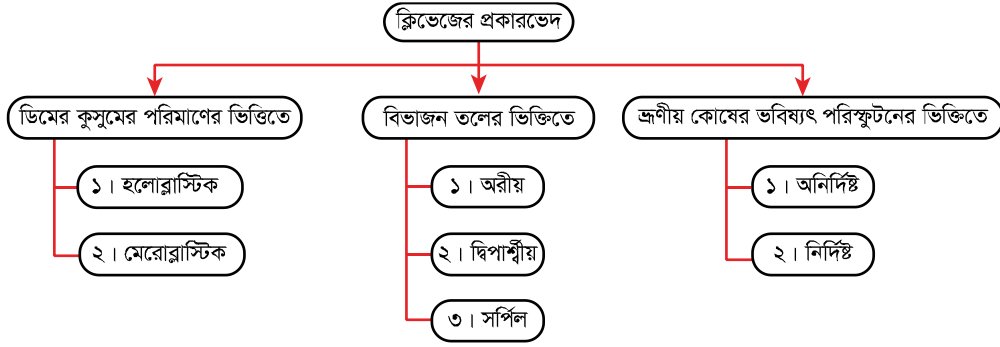 ক্লিভেজের প্রকারভেদ
ডিমের কুসুমের পরিমাণের ভিত্তিতে
১। হলোব্লাস্টিক
২। মেরোব্লাস্টিক
বিভাজন তলের ভিক্তিতে
১। অরীয়
২। দ্বিপার্শ্বীয়
৩। সর্পিল
ভ্রূণীয় কোষের ভবিষ্যৎ পরিস্ফুটনের ভিক্তিতে
১। অনির্দিষ্ট
২। নির্দিষ্ট